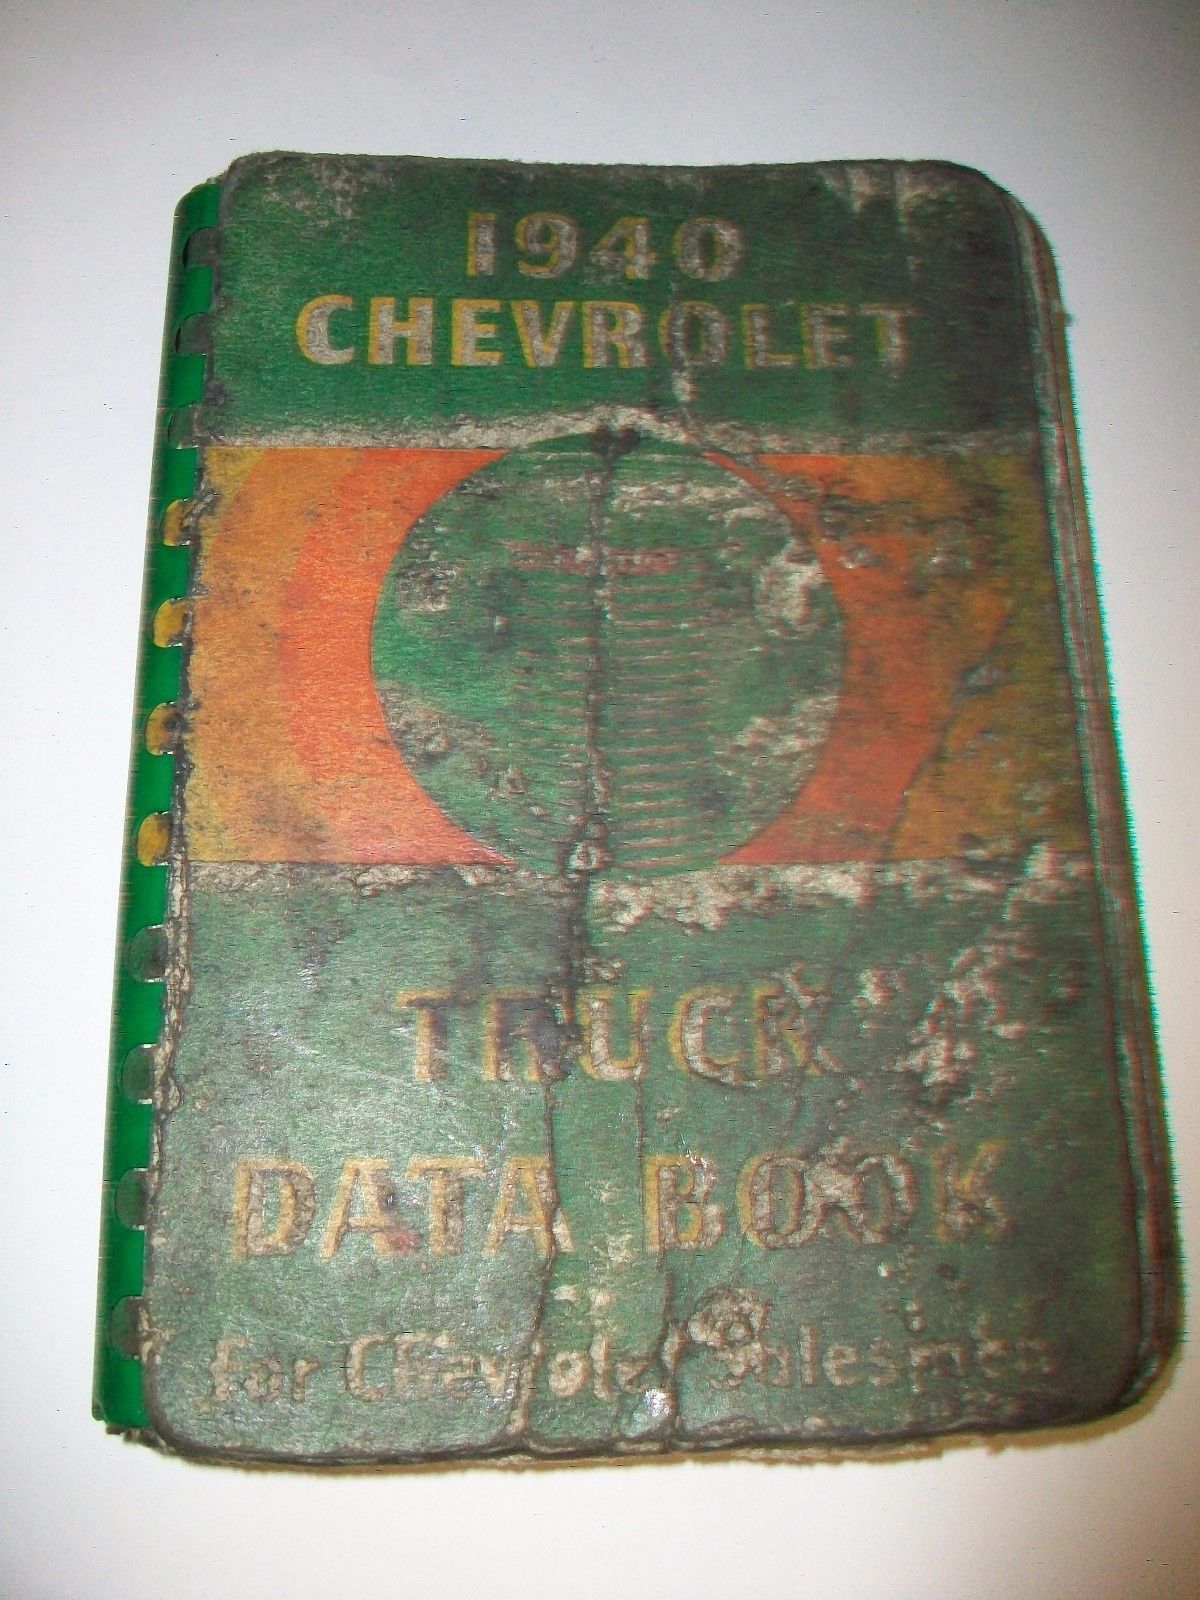 1940
CHEVROLET
TRUCK
DATA BOOK
for Chevrolet Salesmen